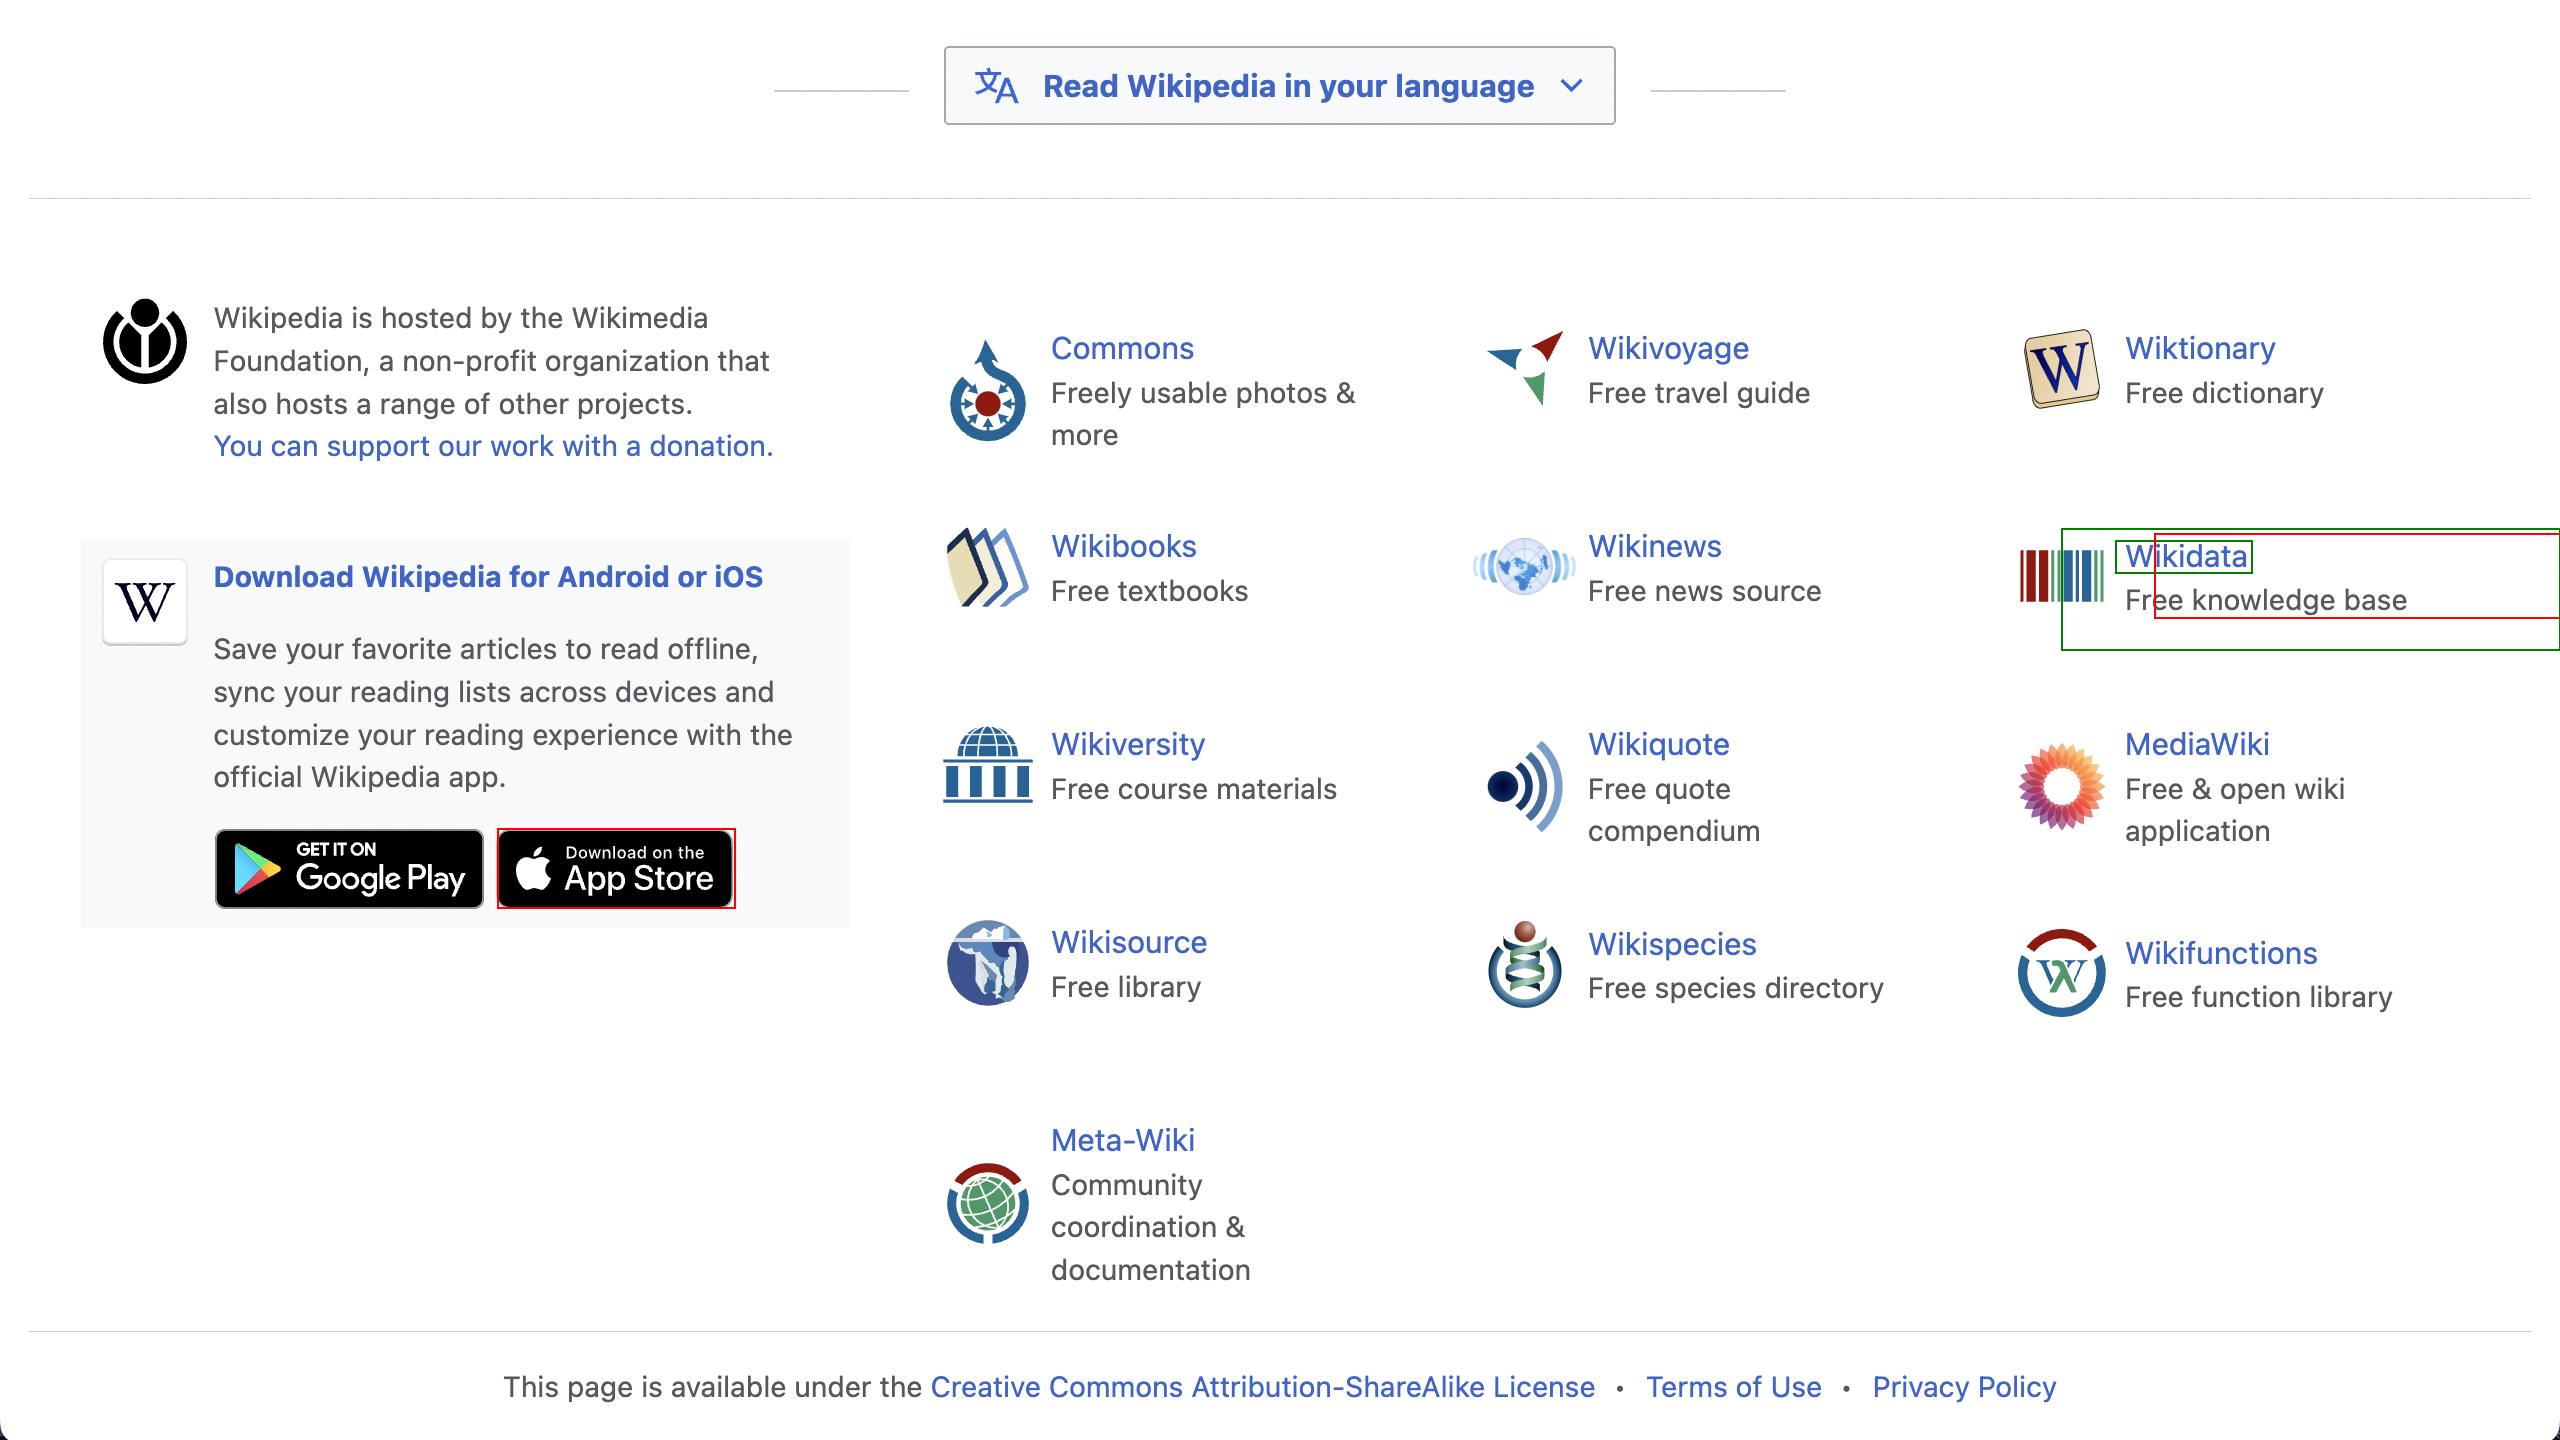 Read Wikipedia in your language
Wikipedia is hosted by the Wikimedia
Foundation, a non-profit organization that
also hosts a range of other projects.
You can support our work with a donation.
W
Download Wikipedia for Android or iOS
Save your favorite articles to read offline,
sync your reading lists across devices and
customize your reading experience with the
official Wikipedia app.
GET IT ON
Google Play
Download on the
App Store
Commons
Freely usable photos &
more
Wikivoyage
Free travel guide
W
Wiktionary
Free dictionary
Wikibooks
Free textbooks
Wikinews
Free news source
Wikidata
Free knowledge base
Wikiversity
Free course materials
Wikiquote
Free quote
compendium
MediaWiki
Free & open wiki
application
Wikisource
Free library
Wikispecies
Free species directory
Wikifunctions
Free function library
Meta-Wiki
Community
coordination &
documentation
This page is available under the Creative Commons Attribution-ShareAlike License • Terms of Use • Privacy Policy